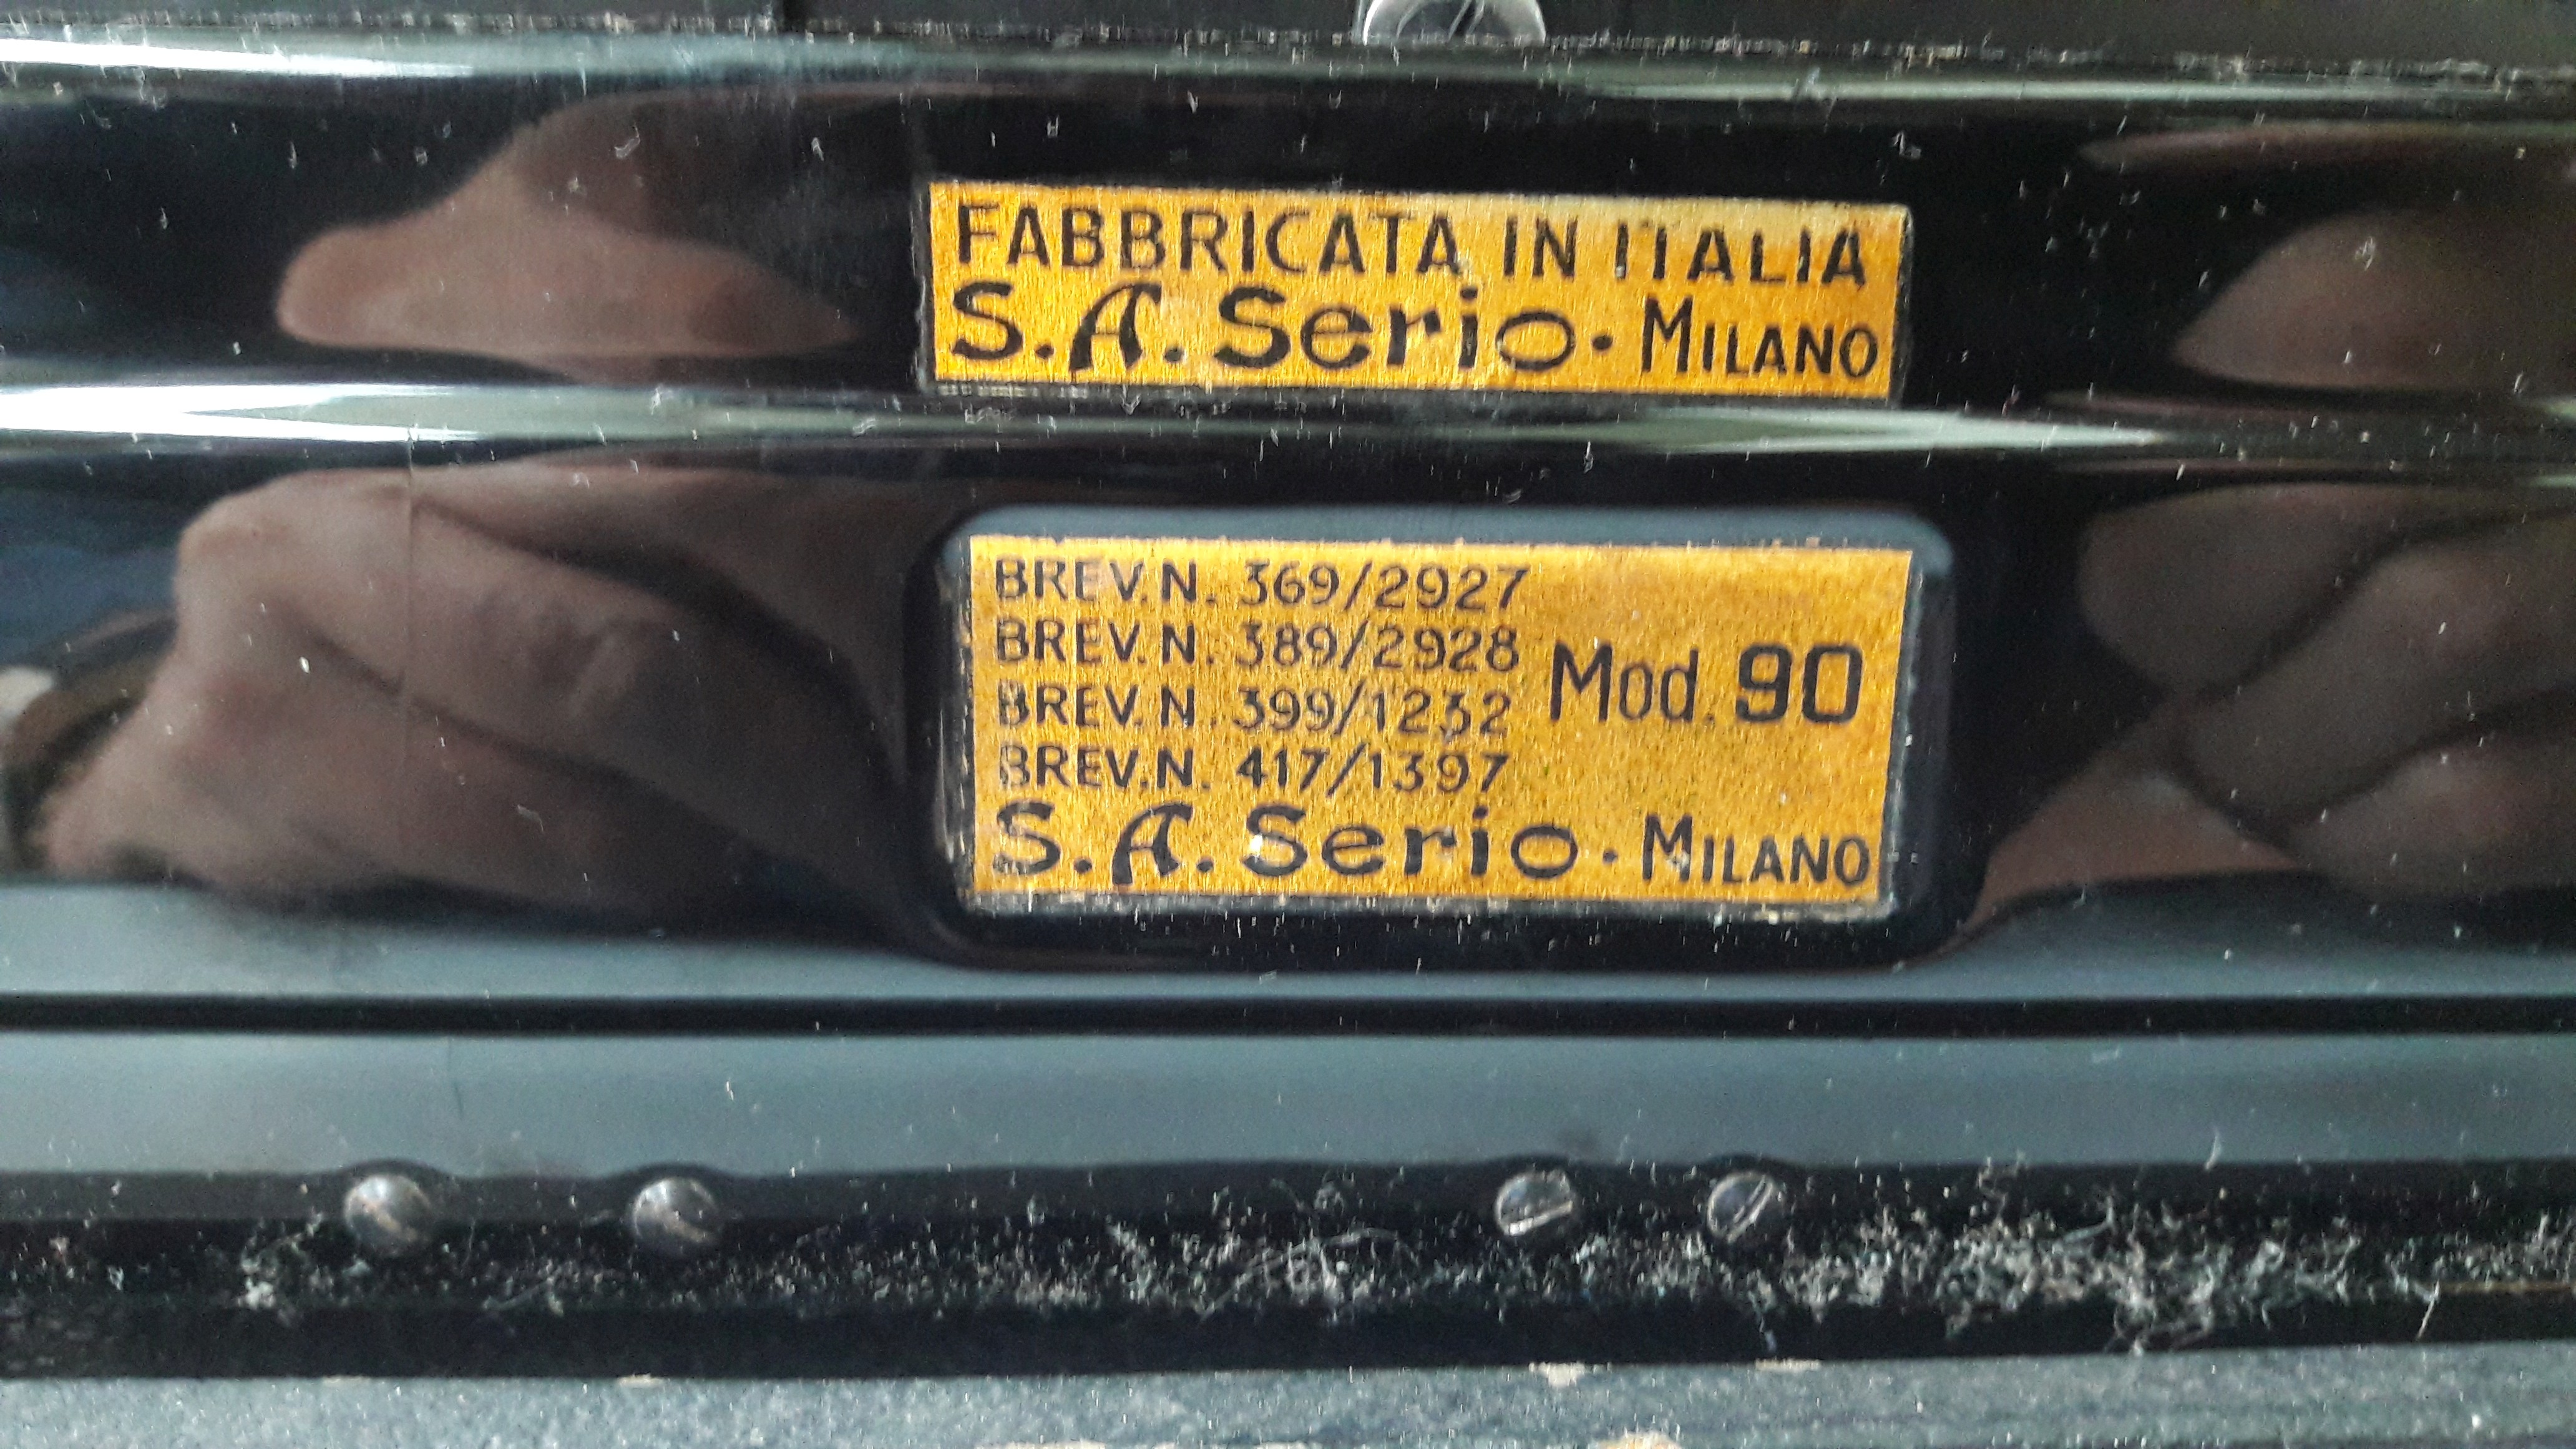 FABBRICATA IN ITALIA
S.A. Serio · MILANO
BREV. N. 369/2927
BREV. N. 389/2928
BREV. N. 399/1232
BREV. N. 417/1397
Mod. 90
S.A. Serio · MILANO